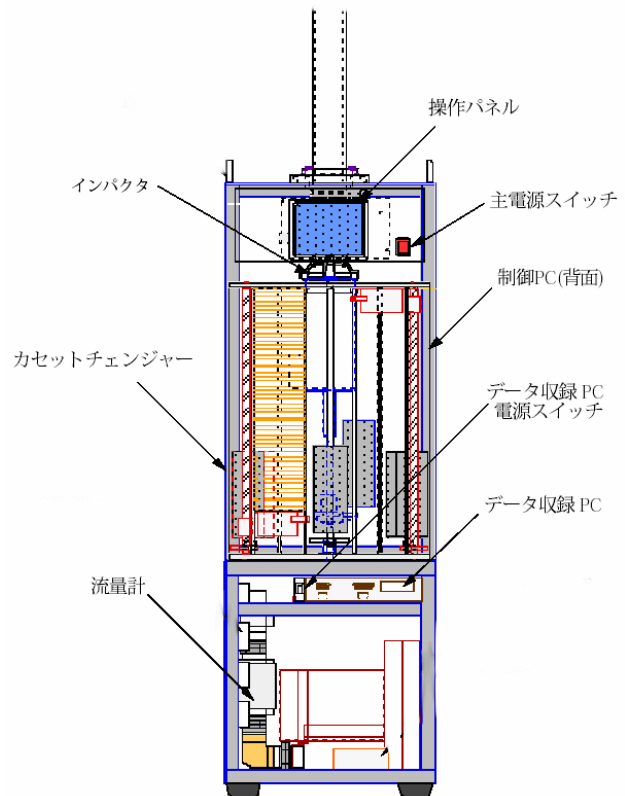 操作パネル
インパクタ
主電源スイッチ
制御PC(背面)
カセットチェンジャー
データ収録 PC
電源スイッチ
データ収録 PC
流量計